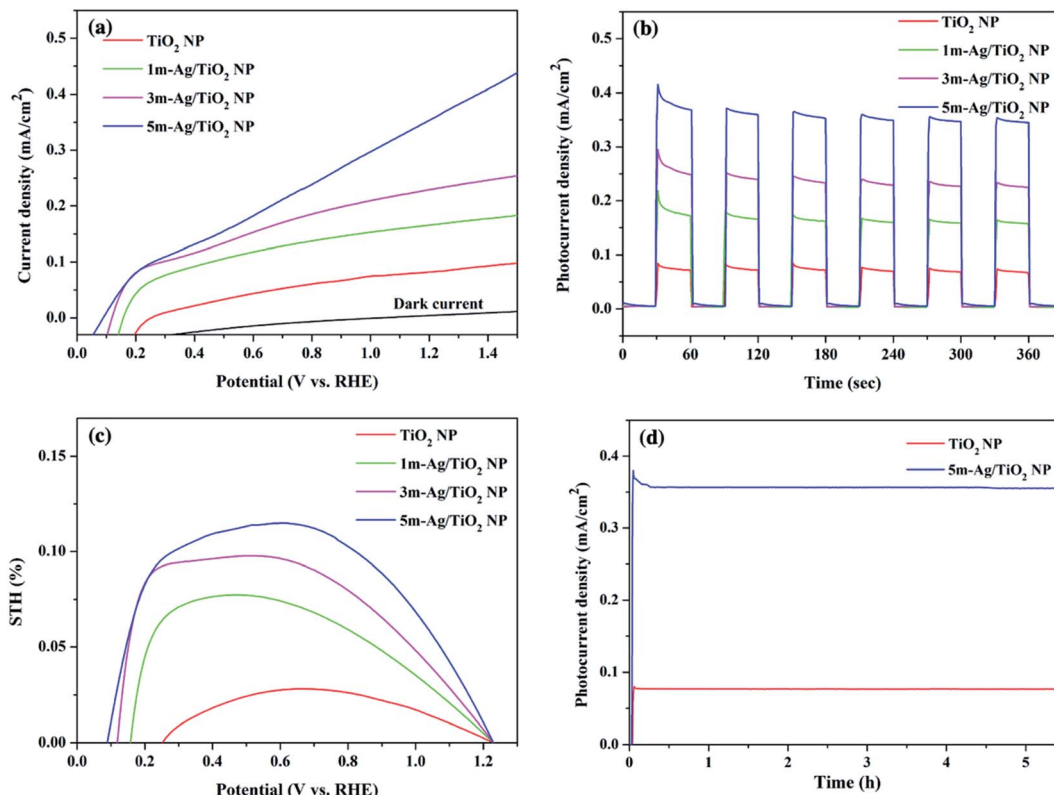 (a)
TiO₂ NP
1m-Ag/TiO₂ NP
3m-Ag/TiO₂ NP
5m-Ag/TiO₂ NP
Dark current
0.5
0.4
0.3
0.2
0.1
0.0
Current density (mA/cm²)
0.0 0.2 0.4 0.6 0.8 1.0 1.2 1.4
Potential (V vs. RHE)
(b)
TiO₂ NP
1m-Ag/TiO₂ NP
3m-Ag/TiO₂ NP
5m-Ag/TiO₂ NP
0.5
0.4
0.3
0.2
0.1
0.0
Photocurrent density (mA/cm²)
0 60 120 180 240 300 360
Time (sec)
(c)
TiO₂ NP
1m-Ag/TiO₂ NP
3m-Ag/TiO₂ NP
5m-Ag/TiO₂ NP
0.15
0.10
0.05
0.00
STH (%)
0.0 0.2 0.4 0.6 0.8 1.0 1.2
Potential (V vs. RHE)
(d)
TiO₂ NP
5m-Ag/TiO₂ NP
0.4
0.3
0.2
0.1
0.0
Photocurrent density (mA/cm²)
0 1 2 3 4 5
Time (h)